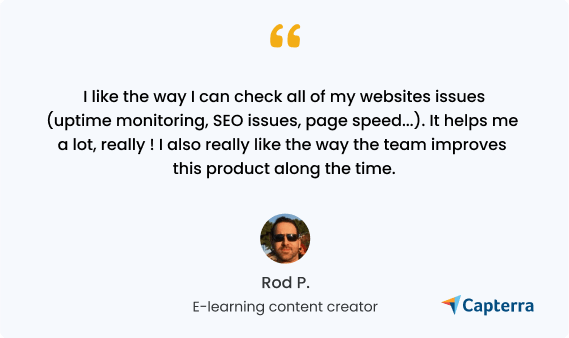 I like the way I can check all of my websites issues
(uptime monitoring, SEO issues, page speed...). It helps me
a lot, really ! I also really like the way the team improves
this product along the time.
Rod P.
E-learning content creator
Capterra